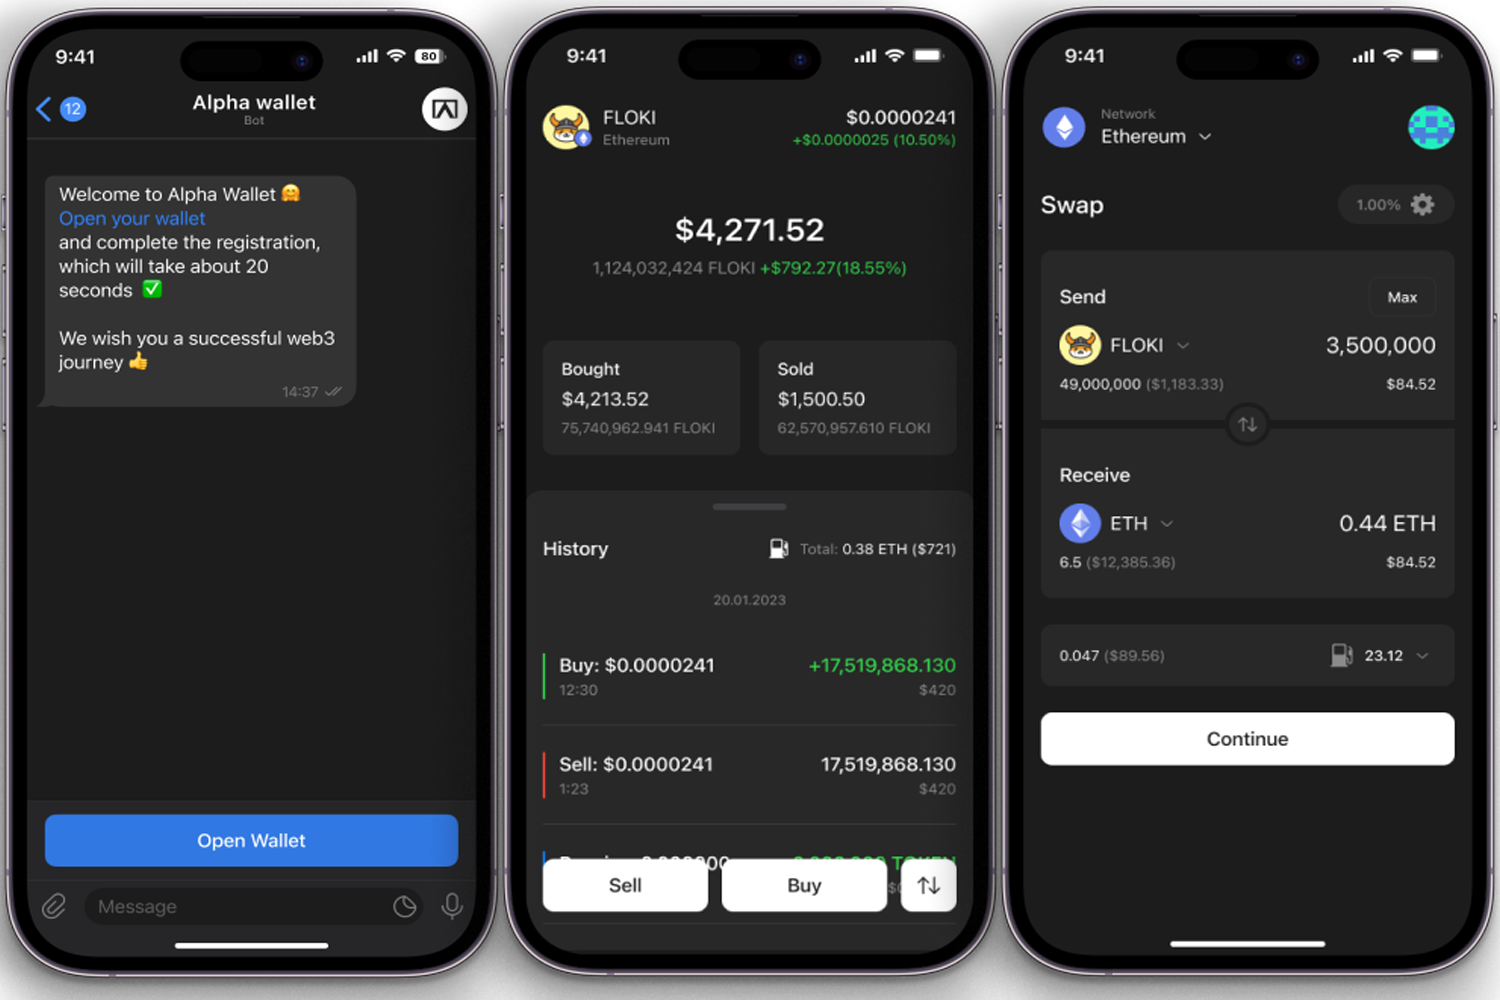 9:41
80
12
Alpha wallet
Bot
Welcome to Alpha Wallet 🤗
Open your wallet
and complete the registration,
which will take about 20
seconds ✅
We wish you a successful web3
journey 👍
14:37
Open Wallet
Message
9:41
FLOKI
$0.0000241
Ethereum
+$0.0000025 (10.50%)
$4,271.52
1,124,032,424 FLOKI +$792.27(18.55%)
Bought
$4,213.52
75,740,962.941 FLOKI
Sold
$1,500.50
62,570,957.610 FLOKI
History
Total: 0.38 ETH ($721)
20.01.2023
Buy: $0.0000241
+17,519,868.130
12:30
$420
Sell: $0.0000241
17,519,868.130
1:23
$420
Sell
Buy
9:41
Network
Ethereum
Swap
1.00%
Send
Max
FLOKI
3,500,000
49,000,000 ($1,183.33)
$84.52
Receive
ETH
0.44 ETH
6.5 ($12,385.36)
$84.52
0.047 ($89.56)
23.12
Continue